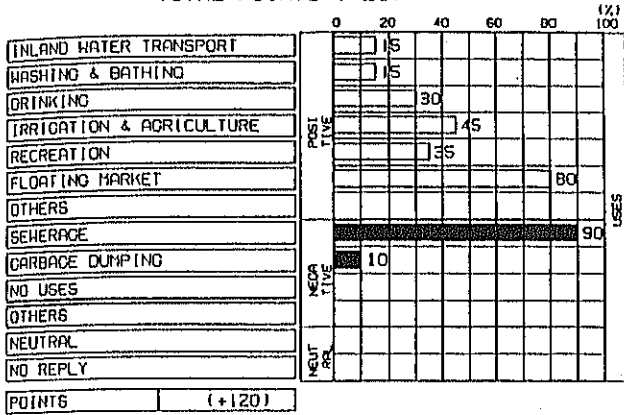 (%)
0 20 40 60 80 100
INLAND WATER TRANSPORT 15
WASHING & BATHING 15
DRINKING 30
IRRIGATION & AGRICULTURE 45
RECREATION 35
FLOATING MARKET 80
OTHERS
POSI
TIVE
SEWERAGE 90
GARBAGE DUMPING 10
NO USES
OTHERS
NEGA
TIVE
NEUTRAL
NO REPLY
NEUT
RAL
USES
POINTS (+120)